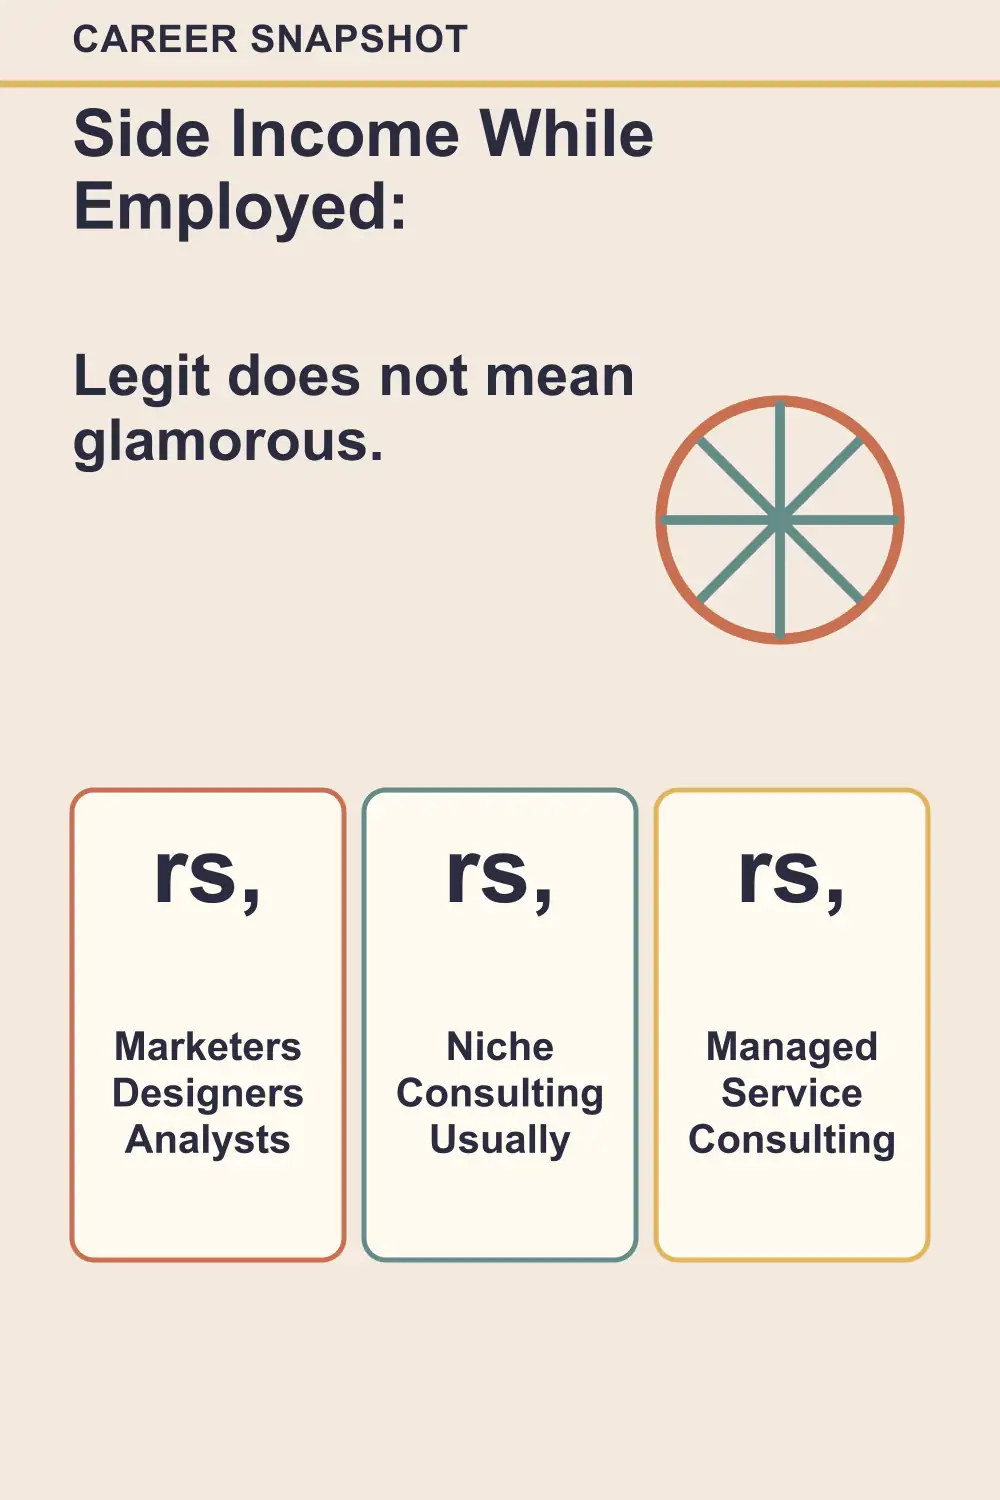 CAREER SNAPSHOT
Side Income While
Employed:
Legit does not mean
glamorous.
rs,
Marketers
Designers
Analysts
rs,
Niche
Consulting
Usually
rs,
Managed
Service
Consulting